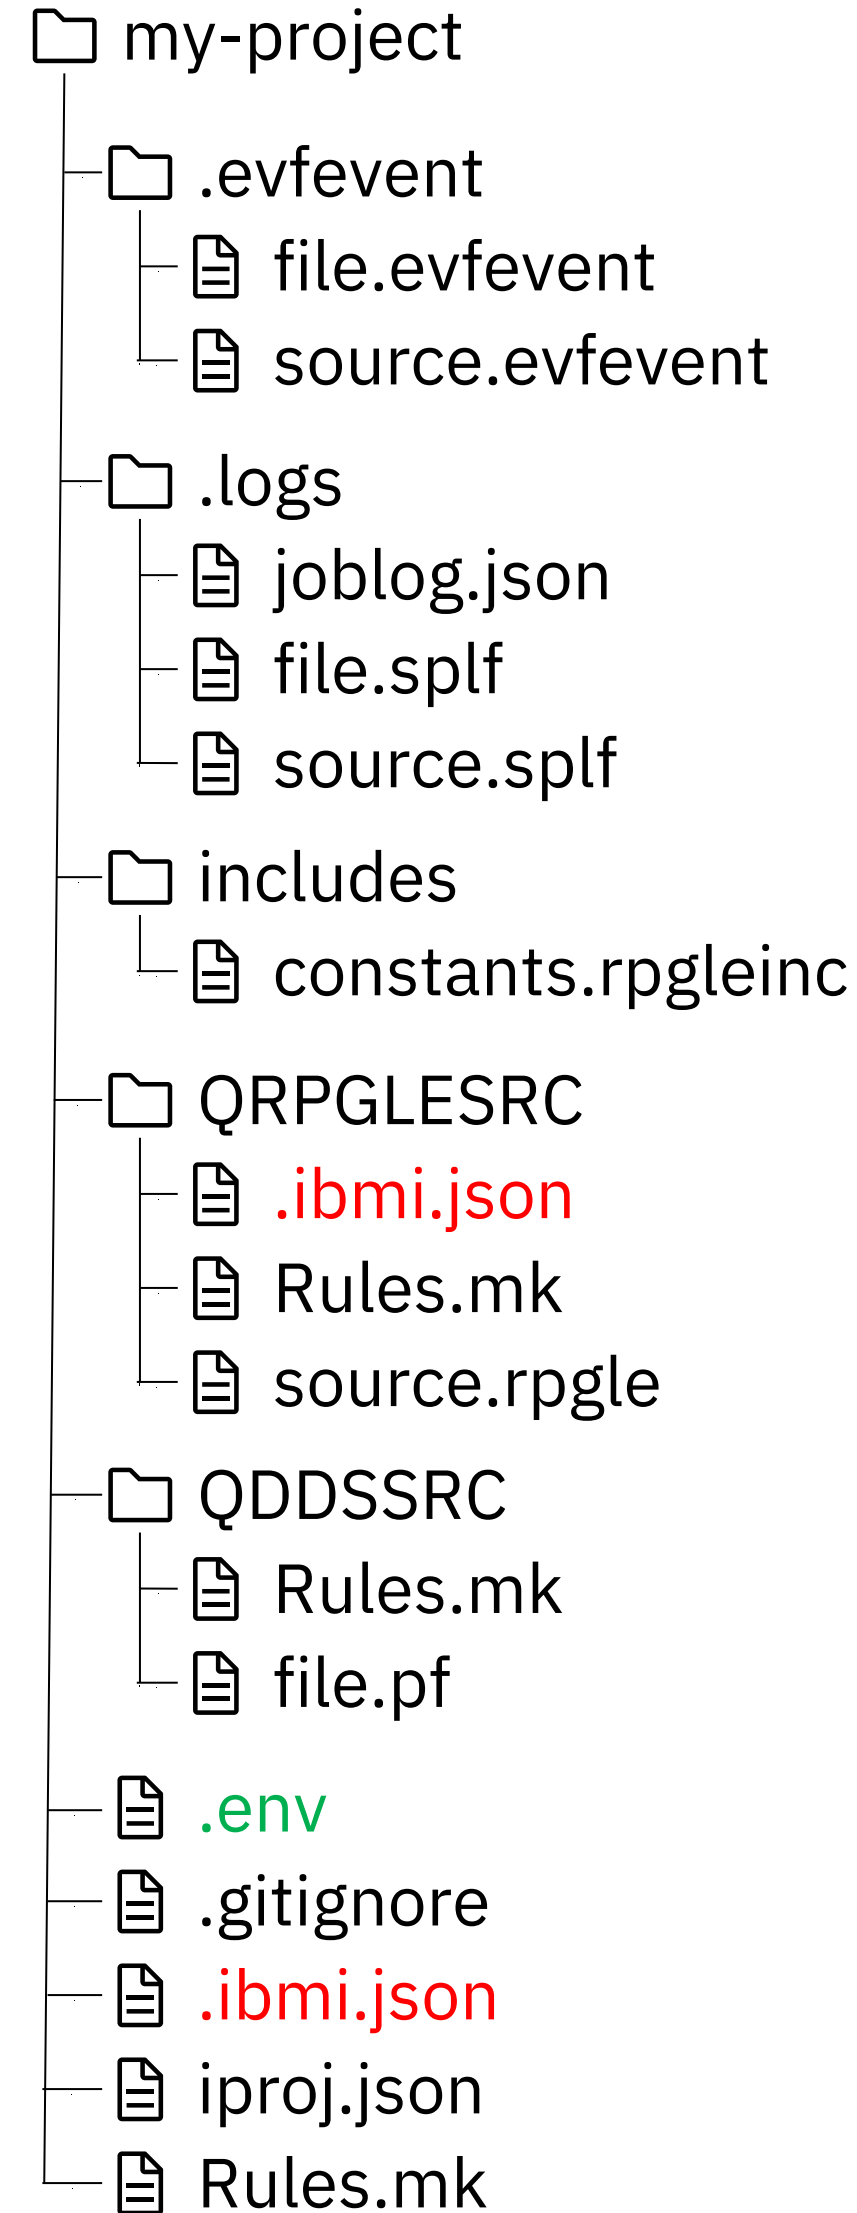 my-project
.evfevent
file.evfevent
source.evfevent
.logs
joblog.json
file.splf
source.splf
includes
constants.rpgleinc
QRPGLESRC
.ibmi.json
Rules.mk
source.rpgle
QDDSSRC
Rules.mk
file.pf
.env
.gitignore
.ibmi.json
iproj.json
Rules.mk